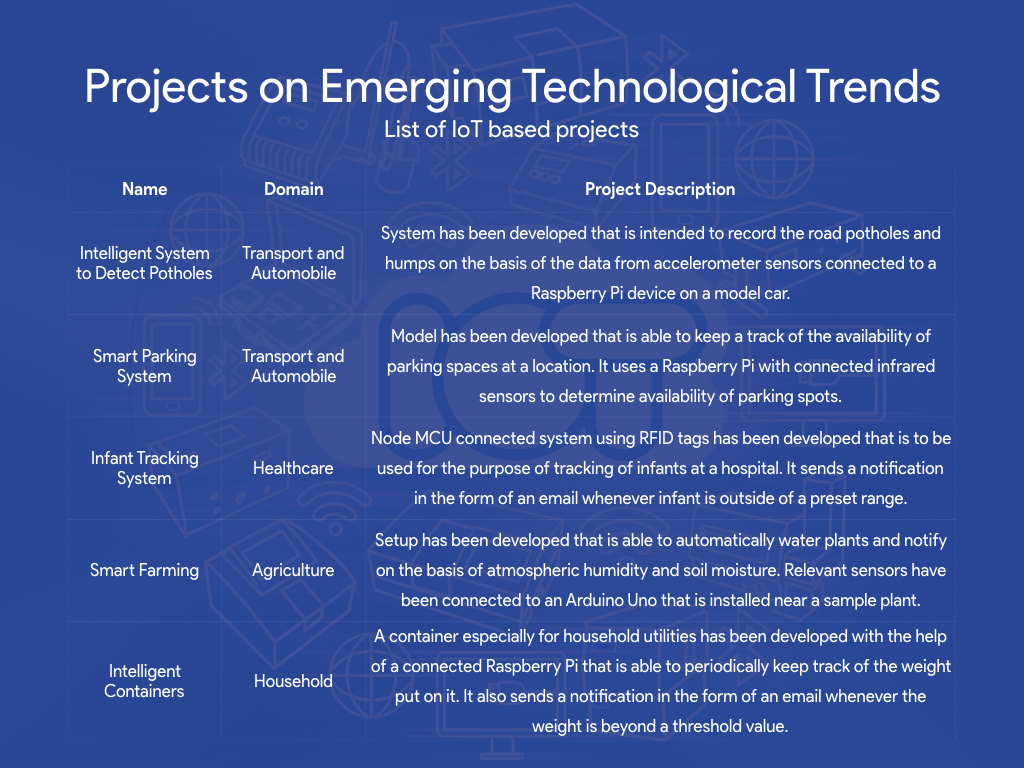 Projects on Emerging Technological Trends
List of IoT based projects
Name
Domain
Project Description
Intelligent System
to Detect Potholes
Transport and
Automobile
System has been developed that is intended to record the road potholes and
humps on the basis of the data from accelerometer sensors connected to a
Raspberry Pi device on a model car.
Smart Parking
System
Transport and
Automobile
Model has been developed that is able to keep a track of the availability of
parking spaces at a location. It uses a Raspberry Pi with connected infrared
sensors to determine availability of parking spots.
Infant Tracking
System
Healthcare
Node MCU connected system using RFID tags has been developed that is to be
used for the purpose of tracking of infants at a hospital. It sends a notification
in the form of an email whenever infant is outside of a preset range.
Smart Farming
Agriculture
Setup has been developed that is able to automatically water plants and notify
on the basis of atmospheric humidity and soil moisture. Relevant sensors have
been connected to an Arduino Uno that is installed near a sample plant.
Intelligent
Containers
Household
A container especially for household utilities has been developed with the help
of a connected Raspberry Pi that is able to periodically keep track of the weight
put on it. It also sends a notification in the form of an email whenever the
weight is beyond a threshold value.